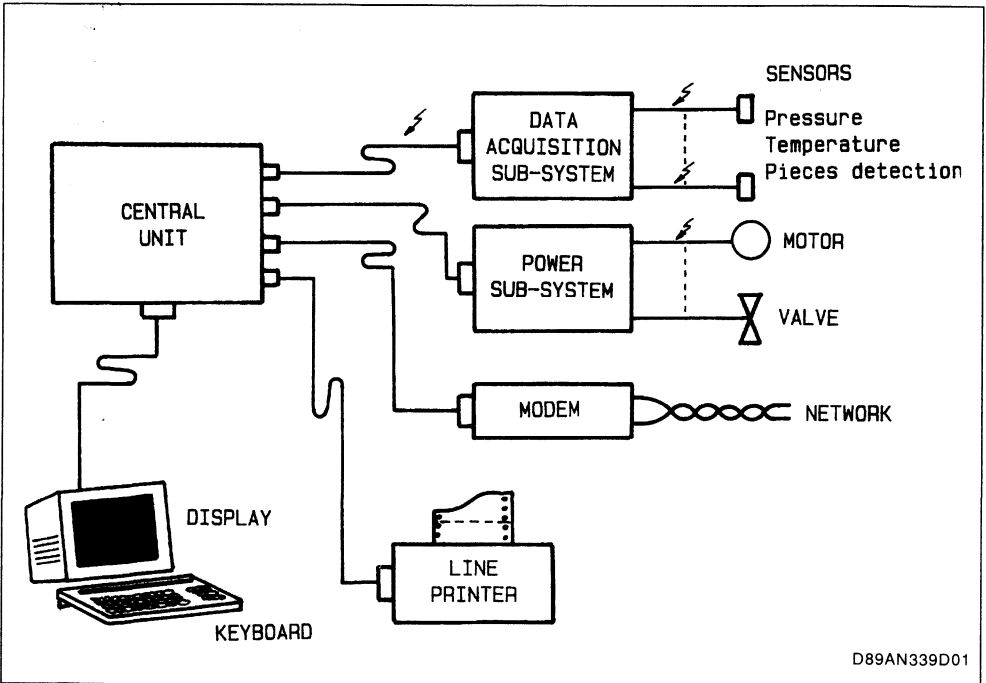 SENSORS
Pressure
Temperature
Pieces detection
DATA
ACQUISITION
SUB-SYSTEM
CENTRAL
UNIT
POWER
SUB-SYSTEM
MOTOR
VALVE
MODEM
NETWORK
DISPLAY
LINE
PRINTER
KEYBOARD
D89AN339D01